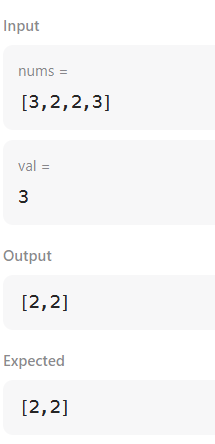 Input
nums =
[3,2,2,3]
val =
3
Output
[2,2]
Expected
[2,2]